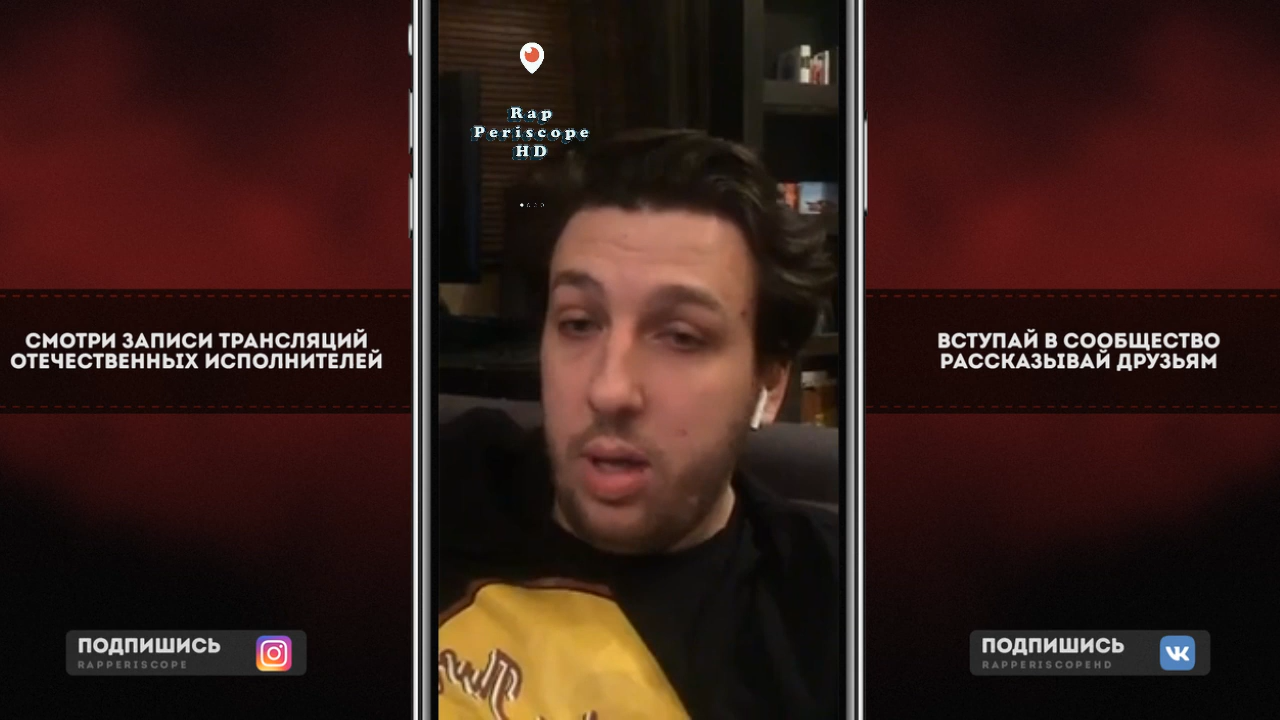 Rap
Periscope
HD
СМОТРИ ЗАПИСИ ТРАНСЛЯЦИЙ
ОТЕЧЕСТВЕННЫХ ИСПОЛНИТЕЛЕЙ
ВСТУПАЙ В СООБЩЕСТВО
РАССКАЗЫВАЙ ДРУЗЬЯМ
ПОДПИШИСЬ
RAPPERISCOPE
ПОДПИШИСЬ
RAPPERISCOPEHD